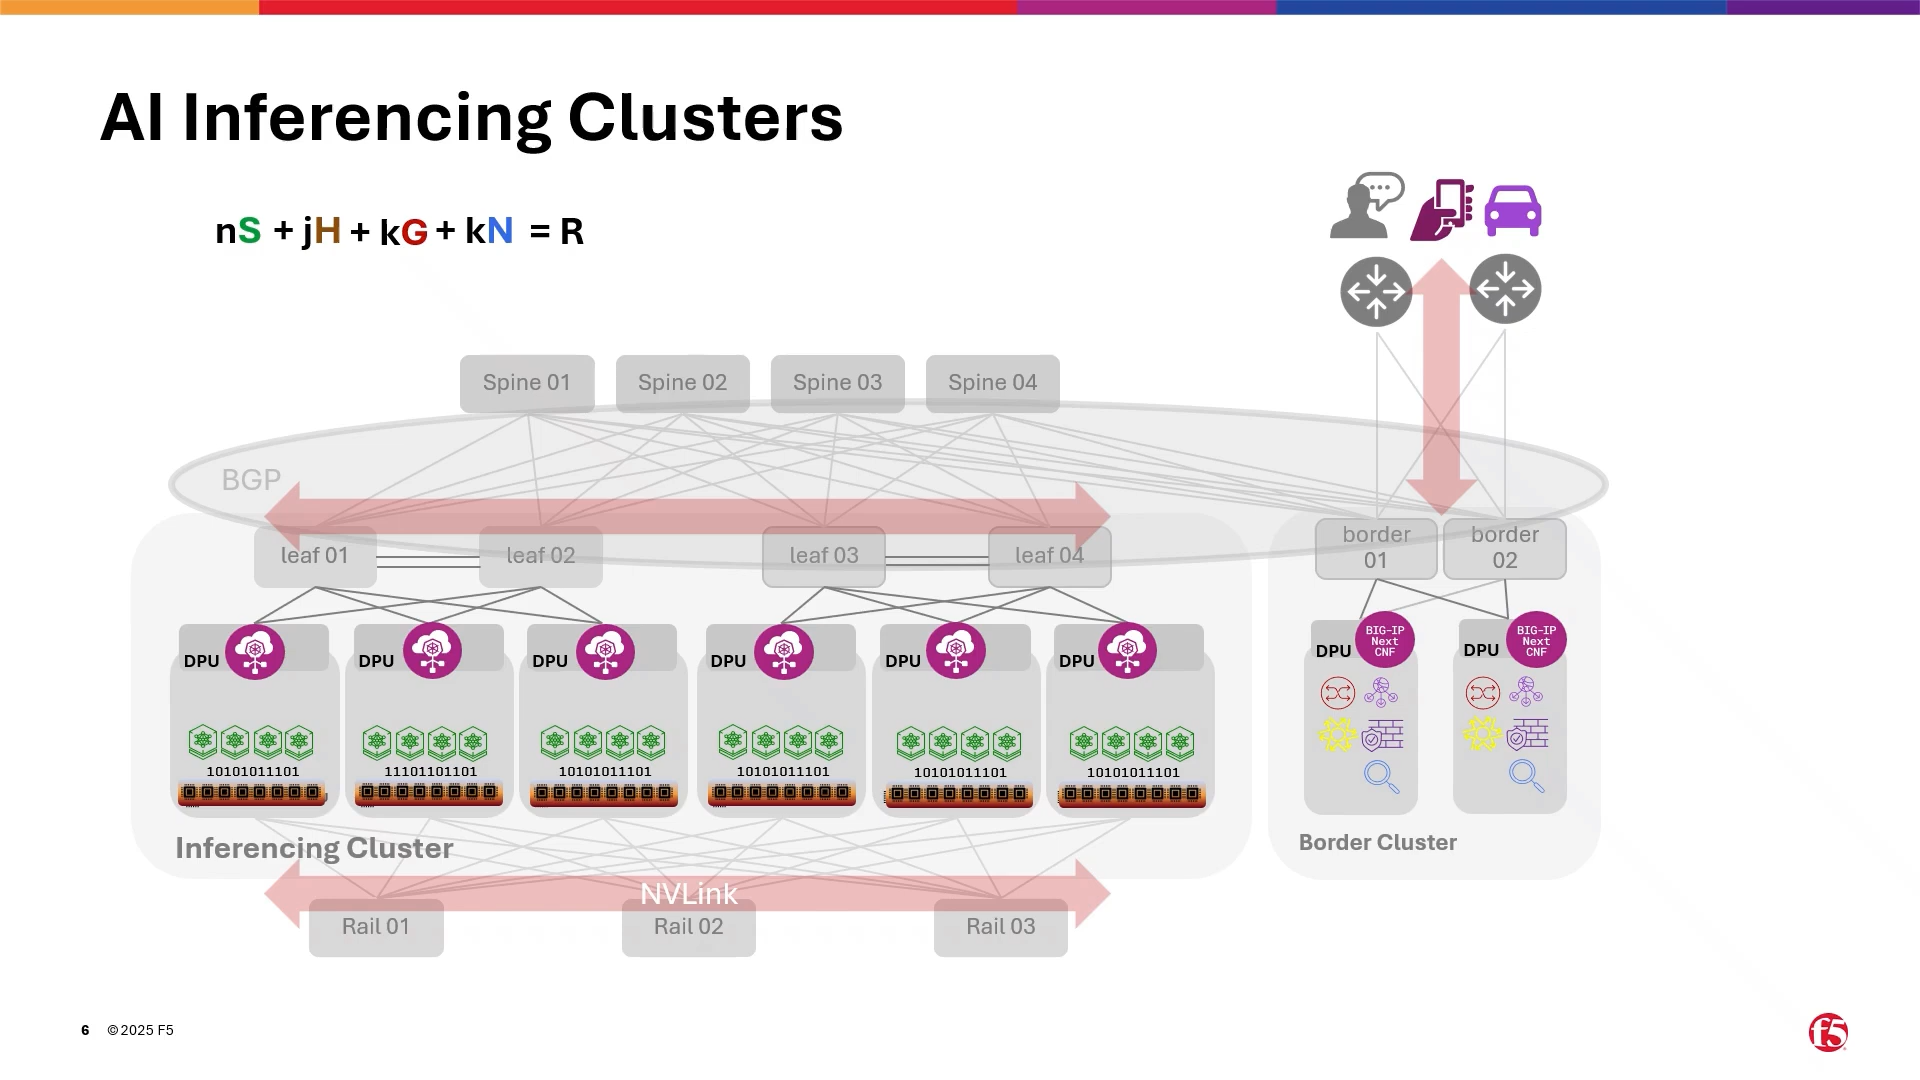 AI Inferencing Clusters
nS + jH + kG + kN = R
Spine 01
Spine 02
Spine 03
Spine 04
BGP
leaf 01
leaf 02
leaf 03
leaf 04
border
01
border
02
DPU
DPU
DPU
DPU
DPU
DPU
DPU
BIG-IP
Next
CNF
DPU
BIG-IP
Next
CNF
10101011101
11101101101
10101011101
10101011101
10101011101
10101011101
Inferencing Cluster
Border Cluster
NVLink
Rail 01
Rail 02
Rail 03
6 ©2025 F5
f5